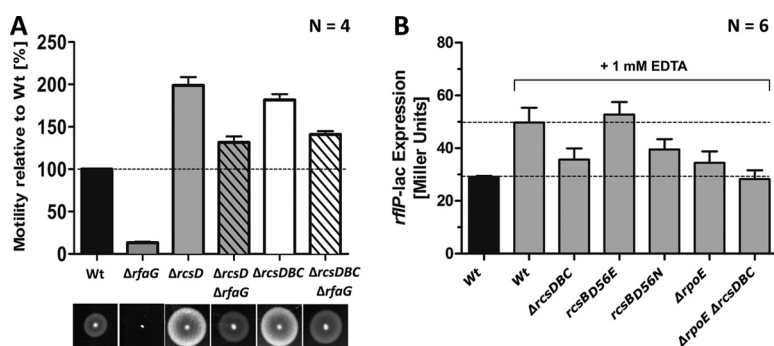 A
N = 4
Motility relative to Wt [%]
250
200
150
100
50
0
Wt
ΔrfaG
ΔrcsD
ΔrcsD
ΔrfaG
ΔrcsDBC
ΔrcsDBC
ΔrfaG
B
N = 6
+ 1 mM EDTA
rflP-lac Expression
[Miller Units]
80
60
40
20
0
Wt
Wt
ΔrcsDBC
rcsBD56E
rcsBD56N
ΔrpoE
ΔrpoE ΔrcsDBC